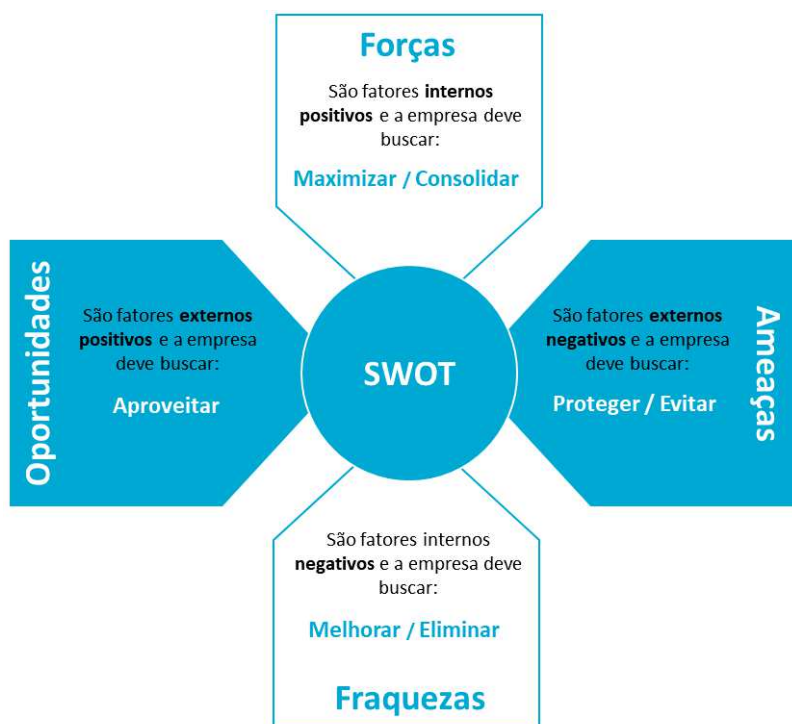 Forças
São fatores internos
positivos e a empresa deve
buscar:
Maximizar / Consolidar
Oportunidades
São fatores externos
positivos e a empresa
deve buscar:
Aproveitar
SWOT
São fatores externos
negativos e a empresa
deve buscar:
Proteger / Evitar
Ameaças
São fatores internos
negativos e a empresa deve
buscar:
Melhorar / Eliminar
Fraquezas